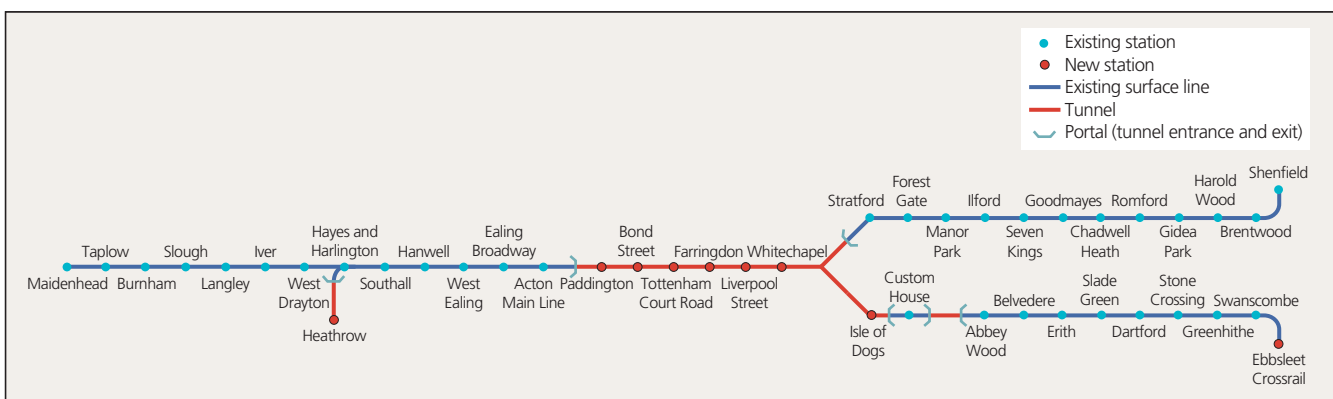 Existing station
New station
Existing surface line
Tunnel
Portal (tunnel entrance and exit)
Maidenhead
Taplow
Burnham
Slough
Langley
Iver
West
Drayton
Hayes and
Harlington
Heathrow
Southall
Hanwell
West
Ealing
Ealing
Broadway
Acton
Main Line
Paddington
Bond
Street
Tottenham
Court Road
Farringdon
Liverpool
Street
Whitechapel
Stratford
Forest
Gate
Manor
Park
Ilford
Seven
Kings
Goodmayes
Chadwell
Heath
Romford
Gidea
Park
Harold
Wood
Brentwood
Shenfield
Isle of
Dogs
Custom
House
Abbey
Wood
Belvedere
Erith
Slade
Green
Dartford
Stone
Crossing
Greenhithe
Swanscombe
Ebbsleet
Crossrail